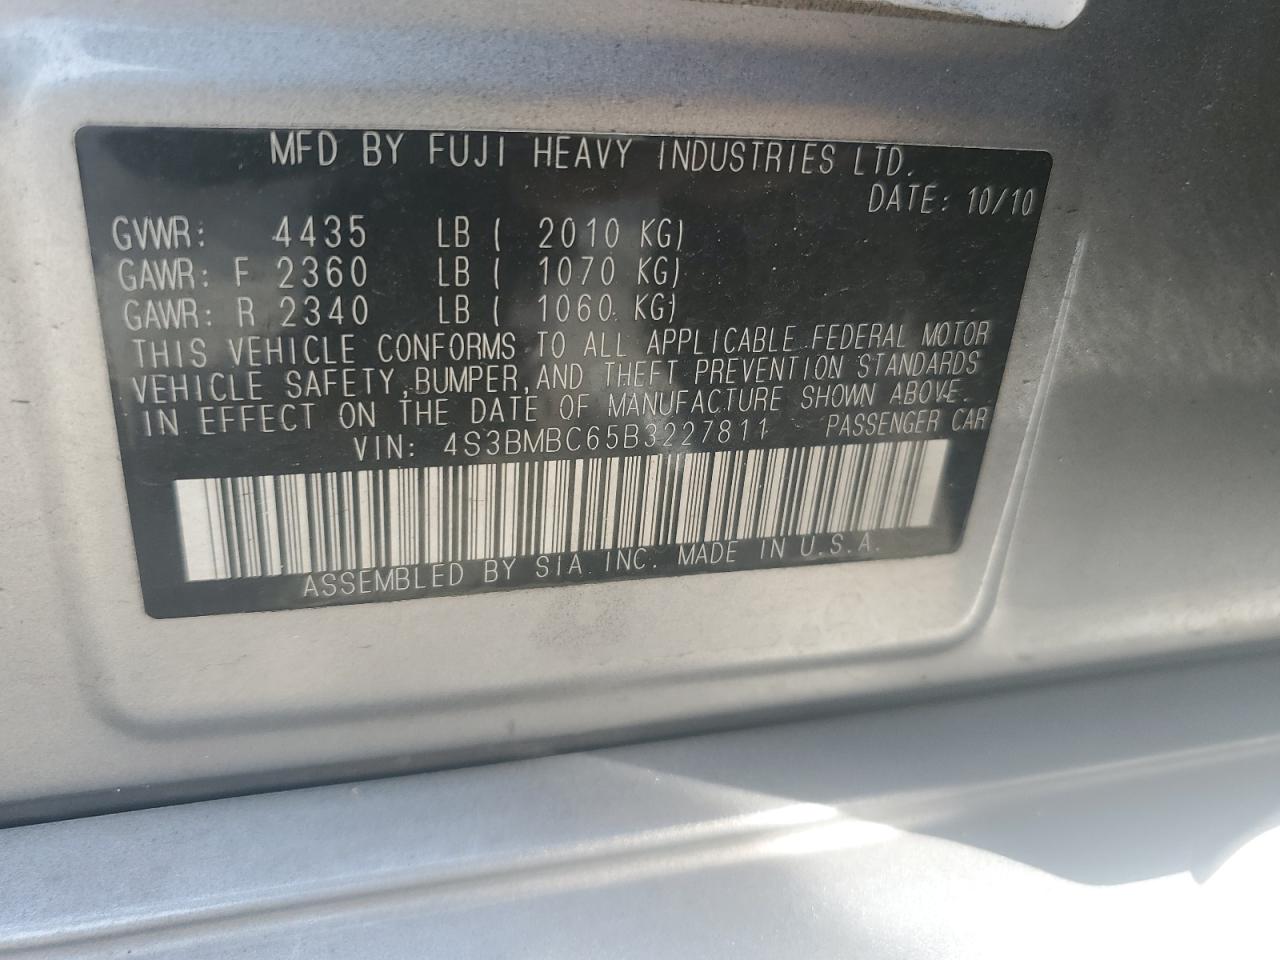 MFD BY FUJI HEAVY INDUSTRIES LTD.
DATE: 10/10
GVWR: 4435 LB ( 2010 KG)
GAWR: F 2360 LB ( 1070 KG)
GAWR: R 2340 LB ( 1060 KG)
THIS VEHICLE CONFORMS TO ALL APPLICABLE FEDERAL MOTOR
VEHICLE SAFETY,BUMPER,AND THEFT PREVENTION STANDARDS
IN EFFECT ON THE DATE OF MANUFACTURE SHOWN ABOVE.
VIN: 4S3BMBC65B3227811 PASSENGER CAR
ASSEMBLED BY SIA INC. MADE IN U.S.A.